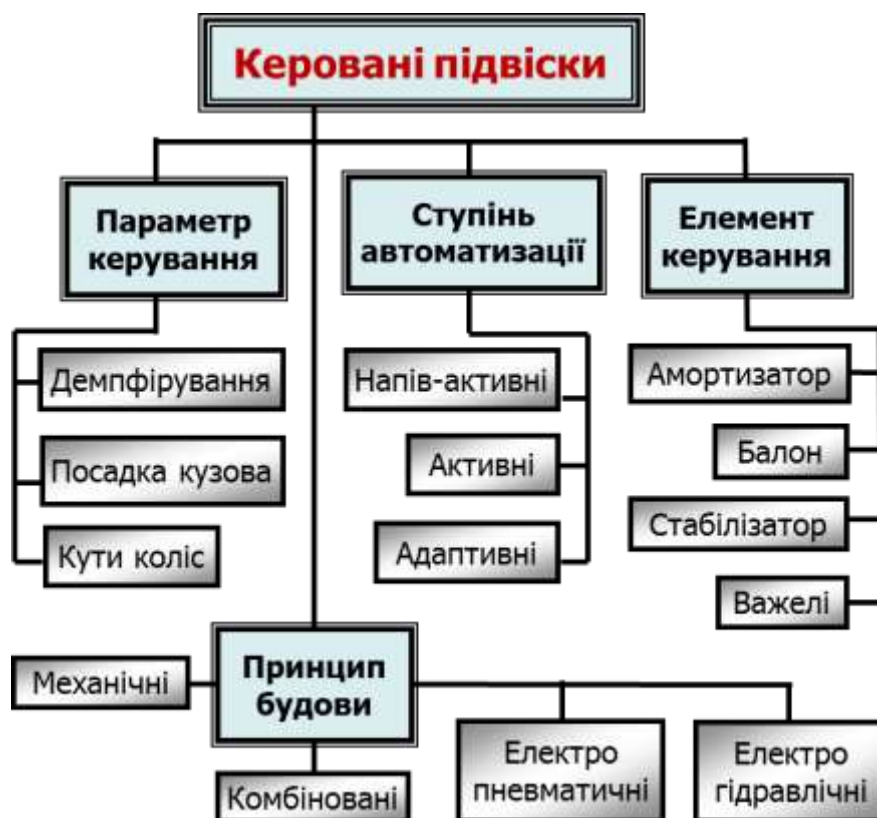 Керовані підвіски
Параметр
керування
Ступінь
автоматизації
Елемент
керування
Демпфірування
Посадка кузова
Кути коліс
Напів-активні
Активні
Адаптивні
Амортизатор
Балон
Стабілізатор
Важелі
Принцип
будови
Механічні
Комбіновані
Електро
пневматичні
Електро
гідравлічні